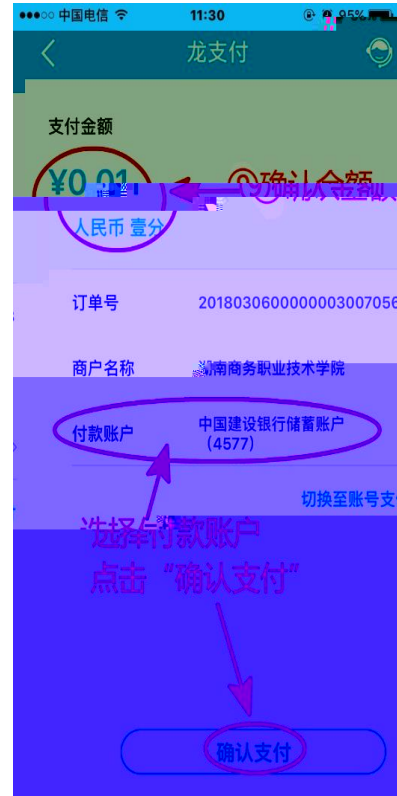 中国电信 11:30 95%
龙支付
支付金额
¥0.01
⑨确认金额
人民币 壹分
订单号 20180306000000003007056
商户名称 湖南商务职业技术学院
付款账户 中国建设银行储蓄账户
(4577)
切换至账号支付
选择付款账户
点击“确认支付”
确认支付